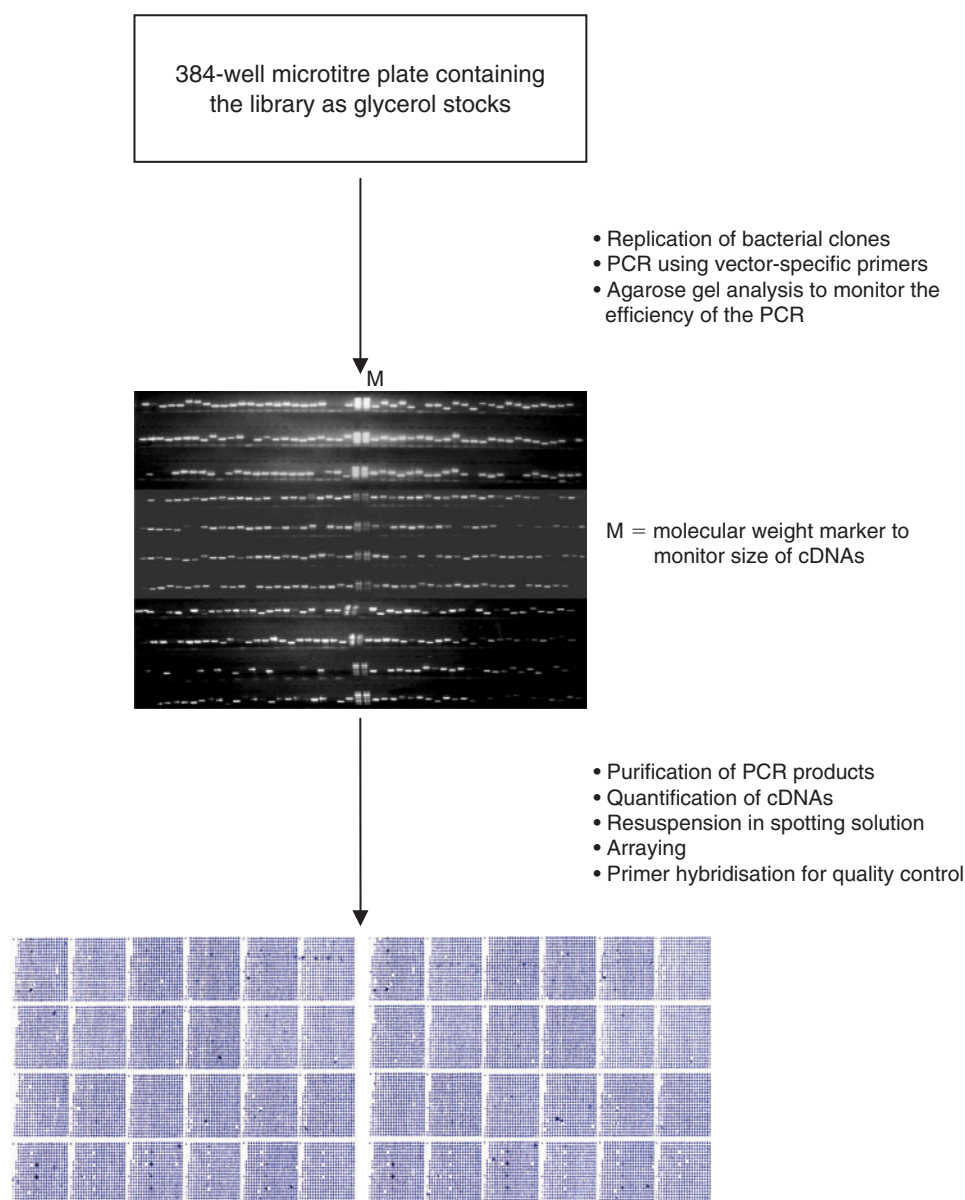 384-well microtitre plate containing
the library as glycerol stocks
• Replication of bacterial clones
• PCR using vector-specific primers
• Agarose gel analysis to monitor the
efficiency of the PCR
M
M = molecular weight marker to
monitor size of cDNAs
• Purification of PCR products
• Quantification of cDNAs
• Resuspension in spotting solution
• Arraying
• Primer hybridisation for quality control